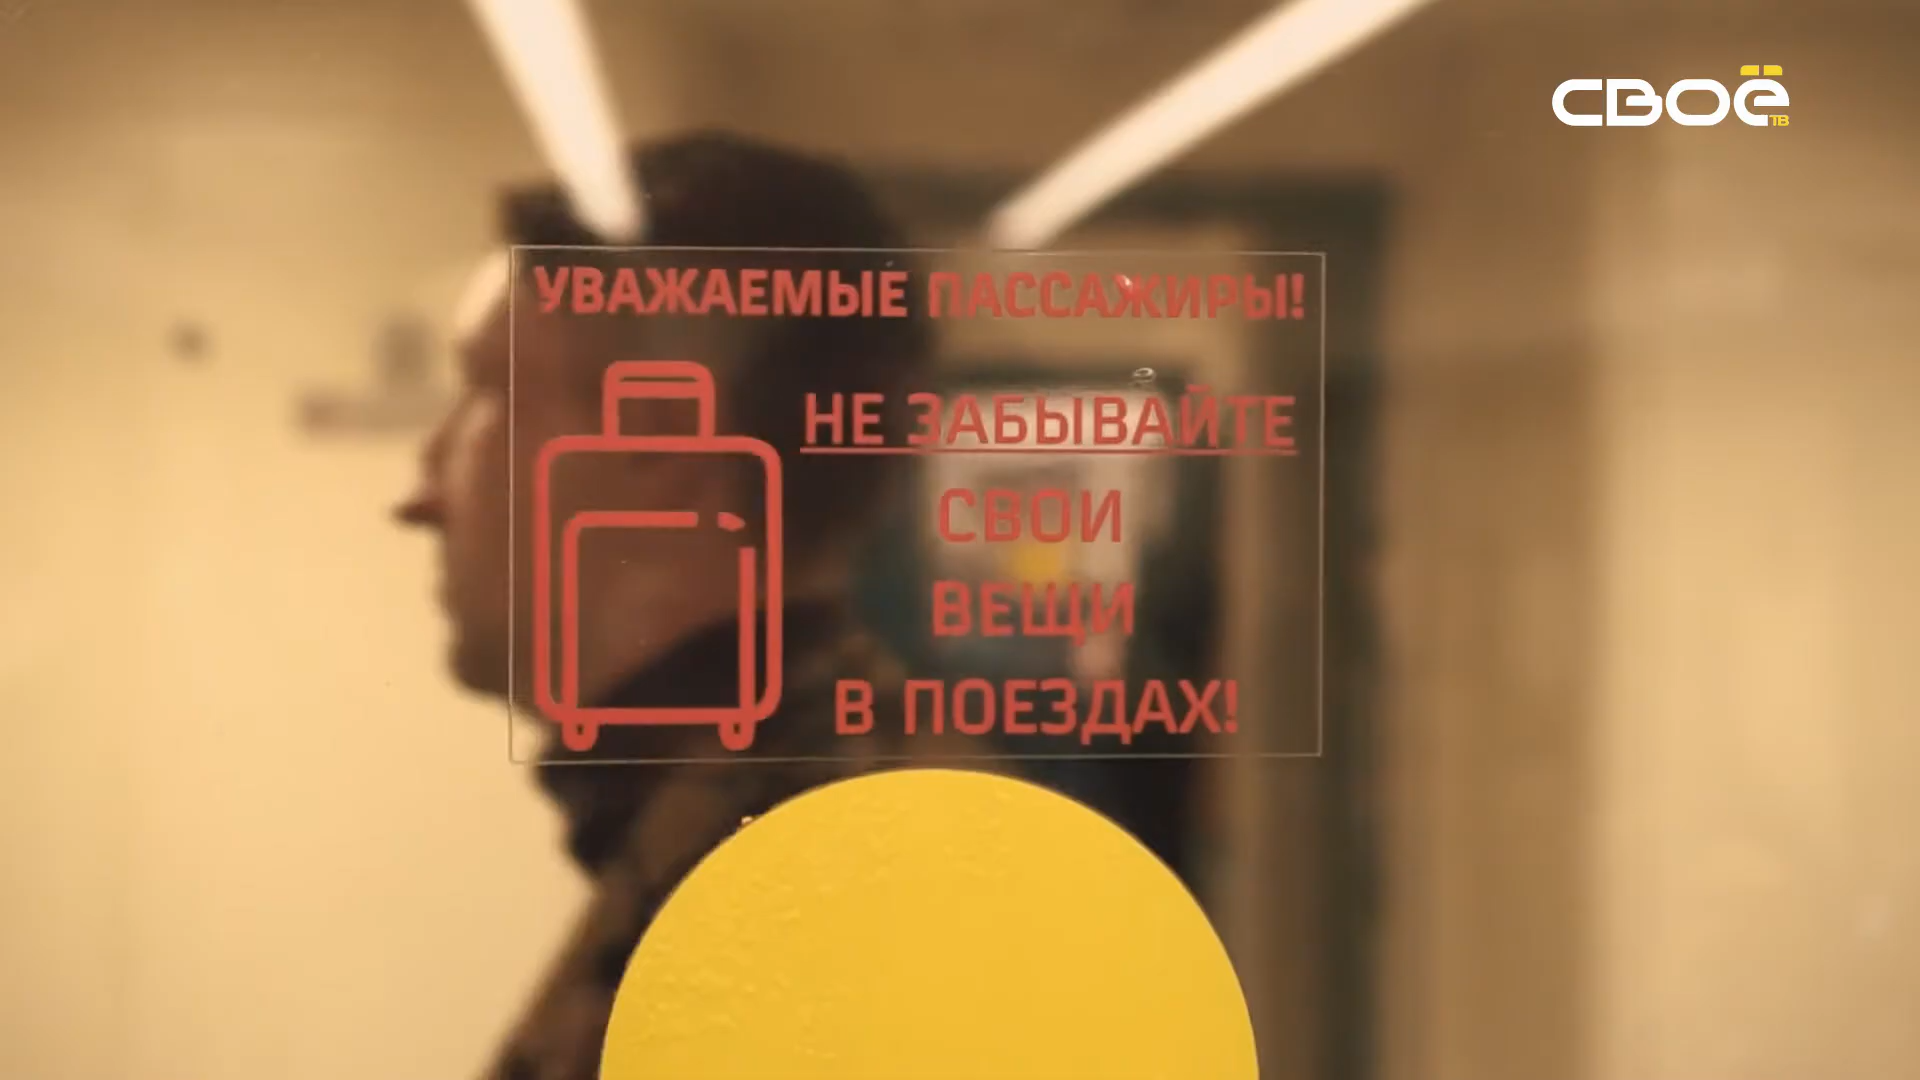 СВОЁ
ТВ
УВАЖАЕМЫЕ ПАССАЖИРЫ!
НЕ ЗАБЫВАЙТЕ
СВОИ
ВЕЩИ
В ПОЕЗДАХ!